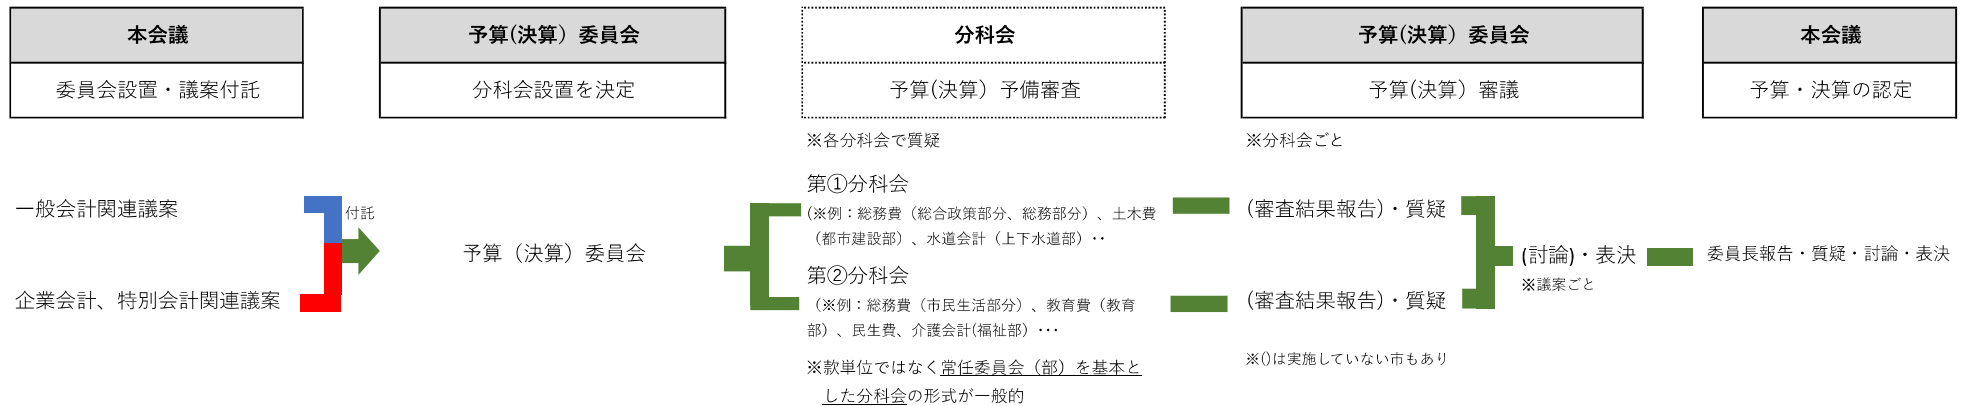 本会議
委員会設置・議案付託
予算(決算）委員会
分科会設置を決定
分科会
予算(決算）予備審査
予算(決算）委員会
予算(決算）審議
本会議
予算・決算の認定
※各分科会で質疑
※分科会ごと
一般会計関連議案
付託
企業会計、特別会計関連議案
予算（決算）委員会
第①分科会
(※例：総務費（総合政策部分、総務部分）、土木費
（都市建設部）、水道会計（上下水道部）・・
第②分科会
（※例：総務費（市民生活部分）、教育費（教育
部）、民生費、介護会計(福祉部）・・・
※款単位ではなく常任委員会（部）を基本と
した分科会の形式が一般的
(審査結果報告)・質疑
(審査結果報告)・質疑
(討論)・表決
※議案ごと
※()は実施していない市もあり
委員長報告・質疑・討論・表決